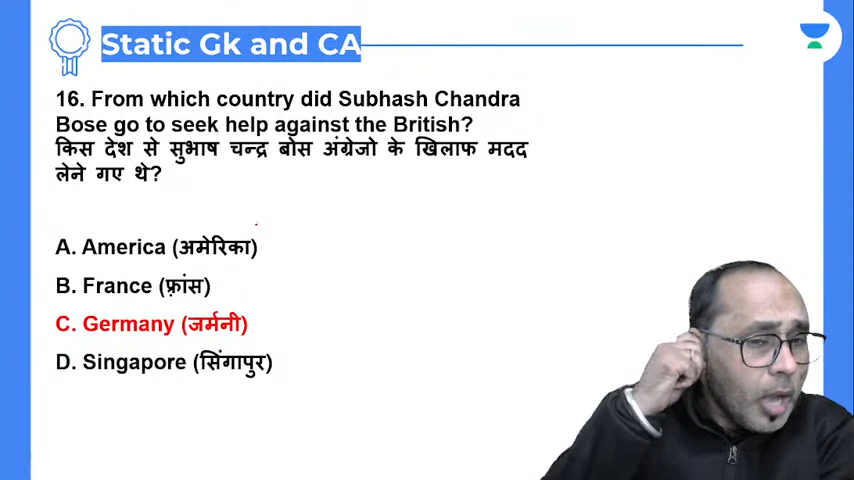 Static Gk and CA
16. From which country did Subhash Chandra
Bose go to seek help against the British?
किस देश से सुभाष चन्द्र बोस अंग्रेजो के खिलाफ मदद
लेने गए थे?
A. America (अमेरिका)
B. France (फ़्रांस)
C. Germany (जर्मनी)
D. Singapore (सिंगापुर)